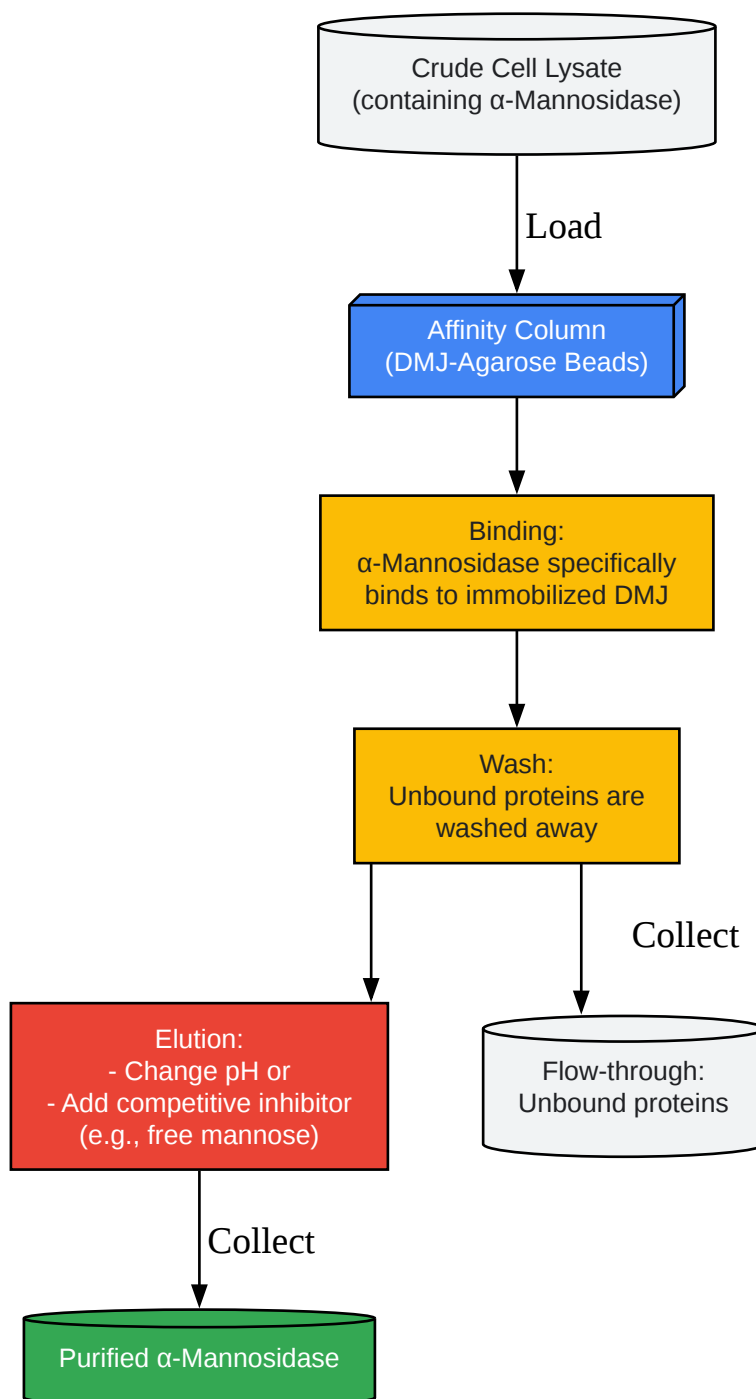 Crude Cell Lysate
(containing α-Mannosidase)
Load
Affinity Column
(DMJ-Agarose Beads)
Binding:
α-Mannosidase specifically
binds to immobilized DMJ
Wash:
Unbound proteins are
washed away
Collect
Elution:
- Change pH or
- Add competitive inhibitor
(e.g., free mannose)
Flow-through:
Unbound proteins
Collect
Purified α-Mannosidase